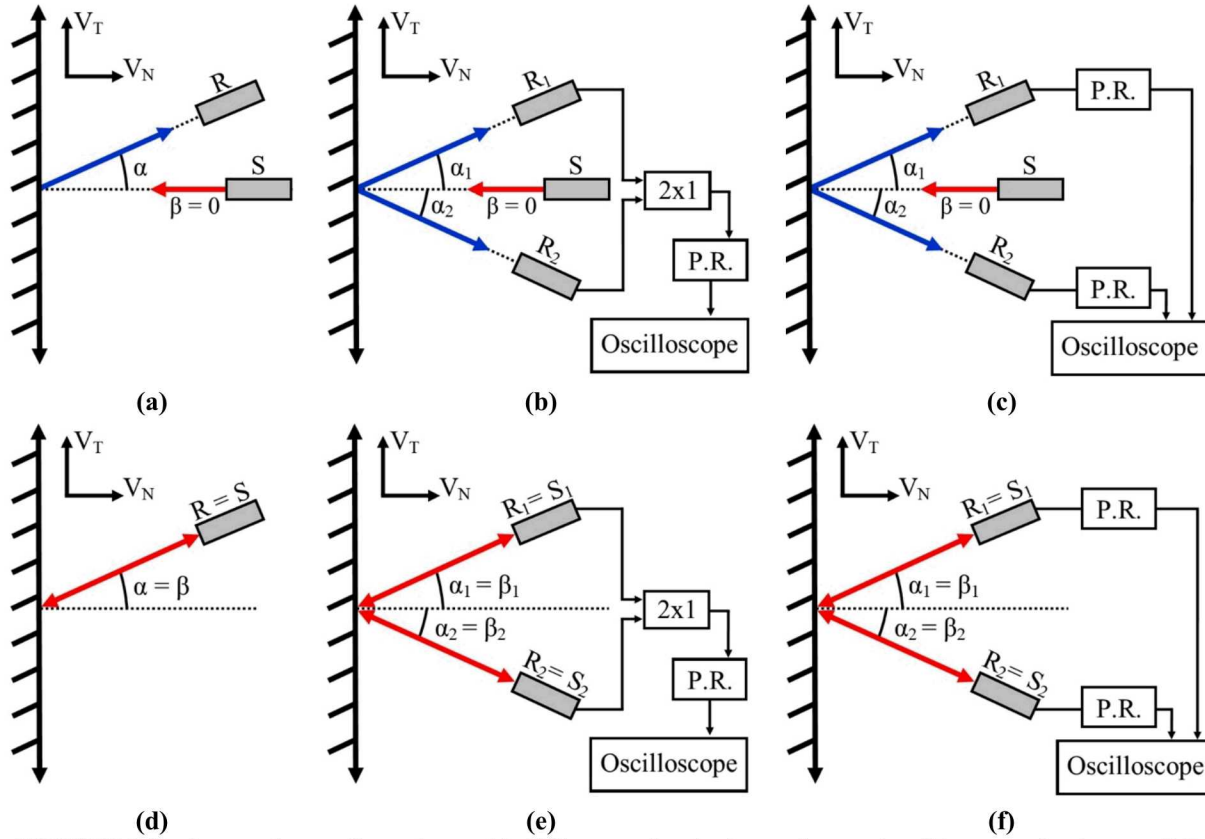 V_T
V_N
R
α
S
β = 0
(a)
V_T
V_N
R_1
α_1
S
α_2
β = 0
R_2
2x1
P.R.
Oscilloscope
(b)
V_T
V_N
R_1
P.R.
α_1
S
α_2
β = 0
R_2
P.R.
Oscilloscope
(c)
V_T
V_N
R = S
α = β
(d)
V_T
V_N
R_1= S_1
α_1 = β_1
2x1
α_2 = β_2
R_2= S_2
P.R.
Oscilloscope
(e)
V_T
V_N
R_1= S_1
P.R.
α_1 = β_1
α_2 = β_2
R_2= S_2
P.R.
Oscilloscope
(f)